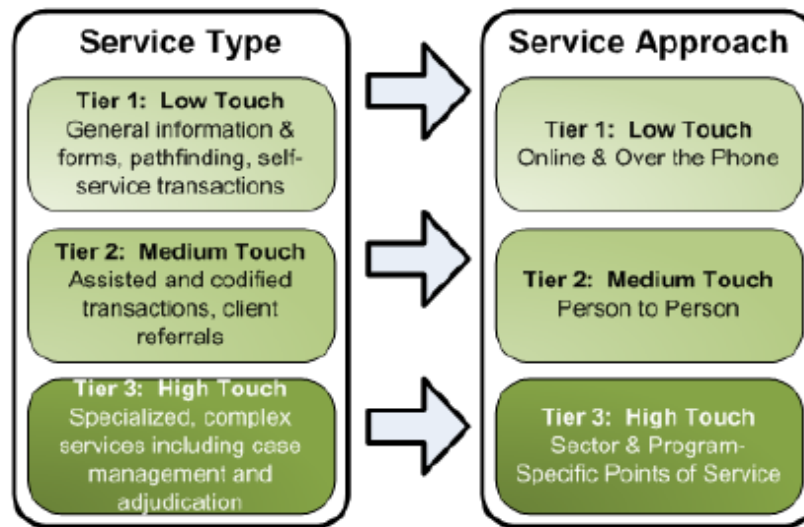 Service Type
Tier 1: Low Touch
General information &
forms, pathfinding, self-
service transactions
Tier 2: Medium Touch
Assisted and codified
transactions, client
referrals
Tier 3: High Touch
Specialized, complex
services including case
management and
adjudication
Service Approach
Tier 1: Low Touch
Online & Over the Phone
Tier 2: Medium Touch
Person to Person
Tier 3: High Touch
Sector & Program-
Specific Points of Service